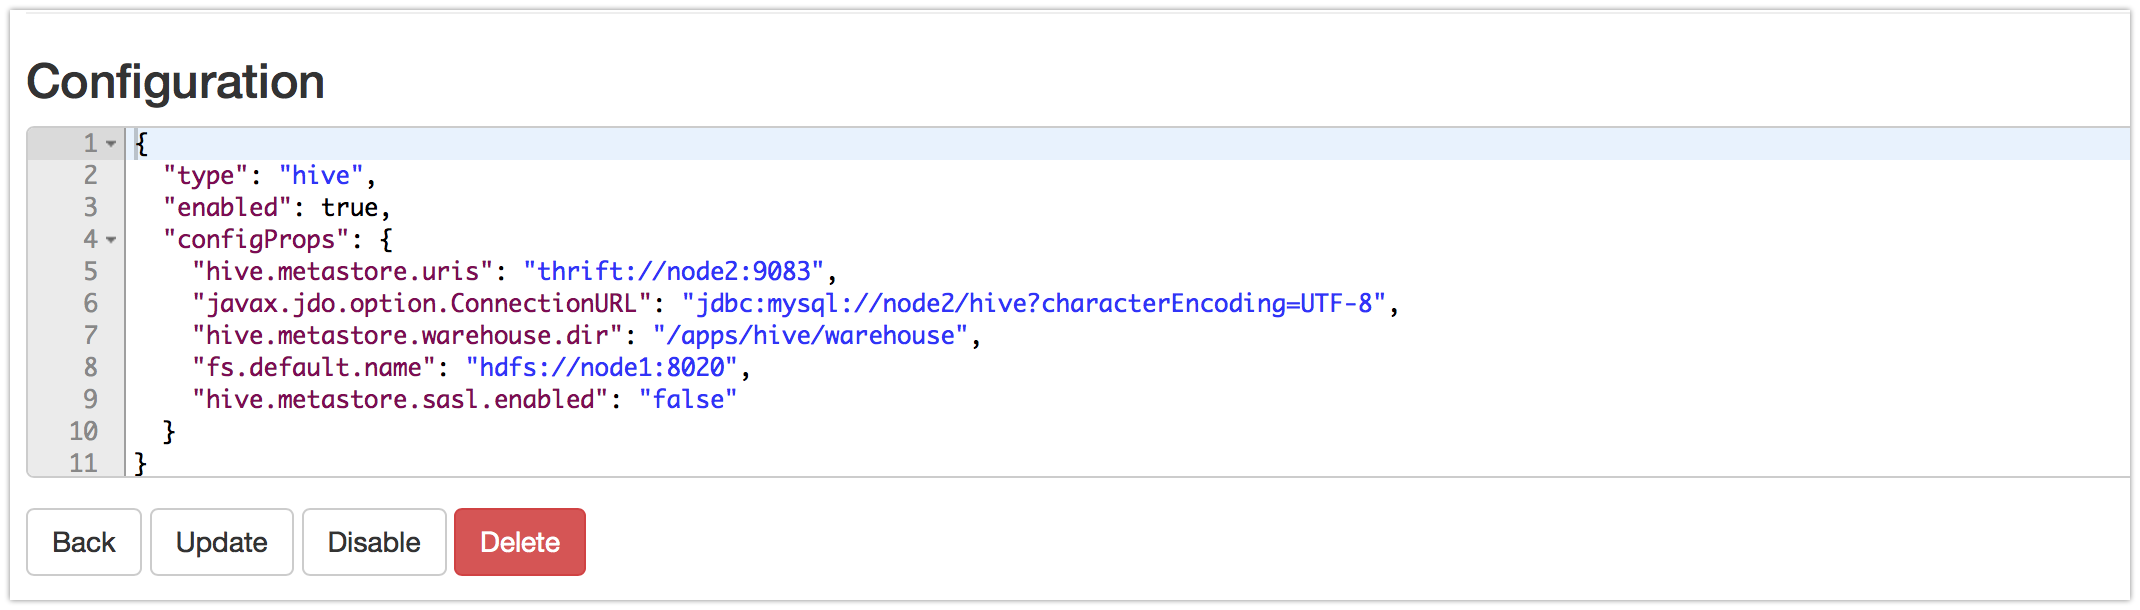 Configuration
1 {
2 "type": "hive",
3 "enabled": true,
4 "configProps": {
5 "hive.metastore.uris": "thrift://node2:9083",
6 "javax.jdo.option.ConnectionURL": "jdbc:mysql://node2/hive?characterEncoding=UTF-8",
7 "hive.metastore.warehouse.dir": "/apps/hive/warehouse",
8 "fs.default.name": "hdfs://node1:8020",
9 "hive.metastore.sasl.enabled": "false"
10 }
11 }
Back Update Disable Delete